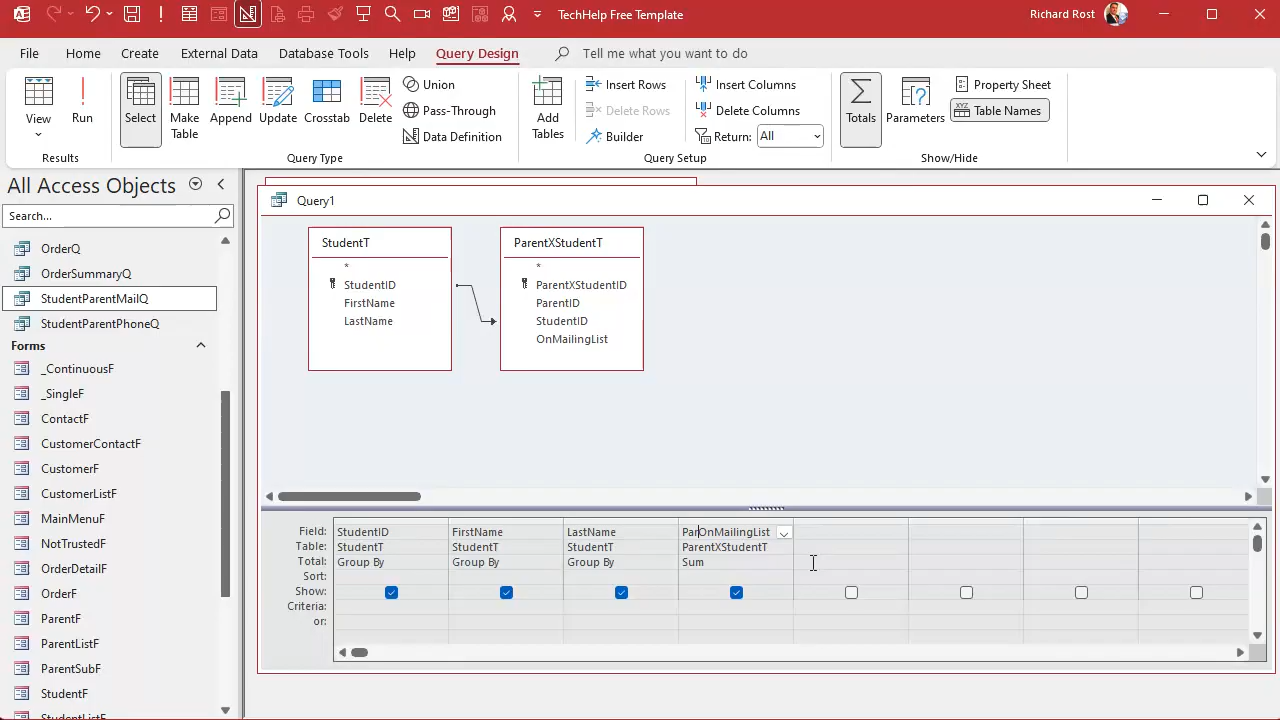 TechHelp Free Template
Richard Rost
File
Home
Create
External Data
Database Tools
Help
Query Design
Tell me what you want to do
View
Run
Results
Select
Make
Table
Append
Update
Crosstab
Delete
Union
Pass-Through
Data Definition
Query Type
Add
Tables
Insert Rows
Delete Rows
Builder
Insert Columns
Delete Columns
Return: All
Query Setup
Totals
Parameters
Property Sheet
XYZ
Table Names
Show/Hide
All Access Objects
Search...
OrderQ
OrderSummaryQ
StudentParentMailQ
StudentParentPhoneQ
Forms
_ContinuousF
_SingleF
ContactF
CustomerContactF
CustomerF
CustomerListF
MainMenuF
NotTrustedF
OrderDetailF
OrderF
ParentF
ParentListF
ParentSubF
StudentF
StudentListF
Query1
StudentT
*
StudentID
FirstName
LastName
ParentXStudentT
*
ParentXStudentID
ParentID
StudentID
OnMailingList
Field: StudentID FirstName LastName ParOnMailingList
Table: StudentT StudentT StudentT ParentXStudentT
Total: Group By Group By Group By Sum
Sort:
Show:
Criteria:
or: